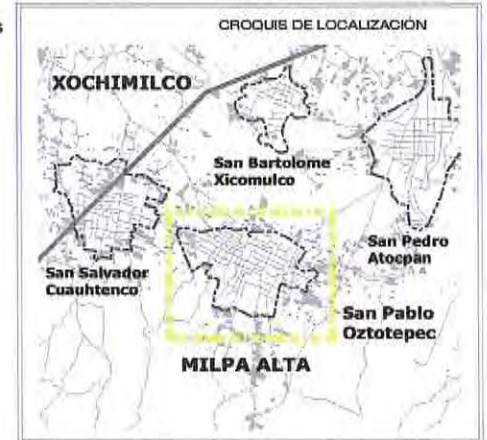 CROQUIS DE LOCALIZACIÓN
XOCHIMILCO
San Bartolome
Xicomulco
San Pedro
Atocpan
San Salvador
Cuauhtenco
San Pablo
Oztotepec
MILPA ALTA